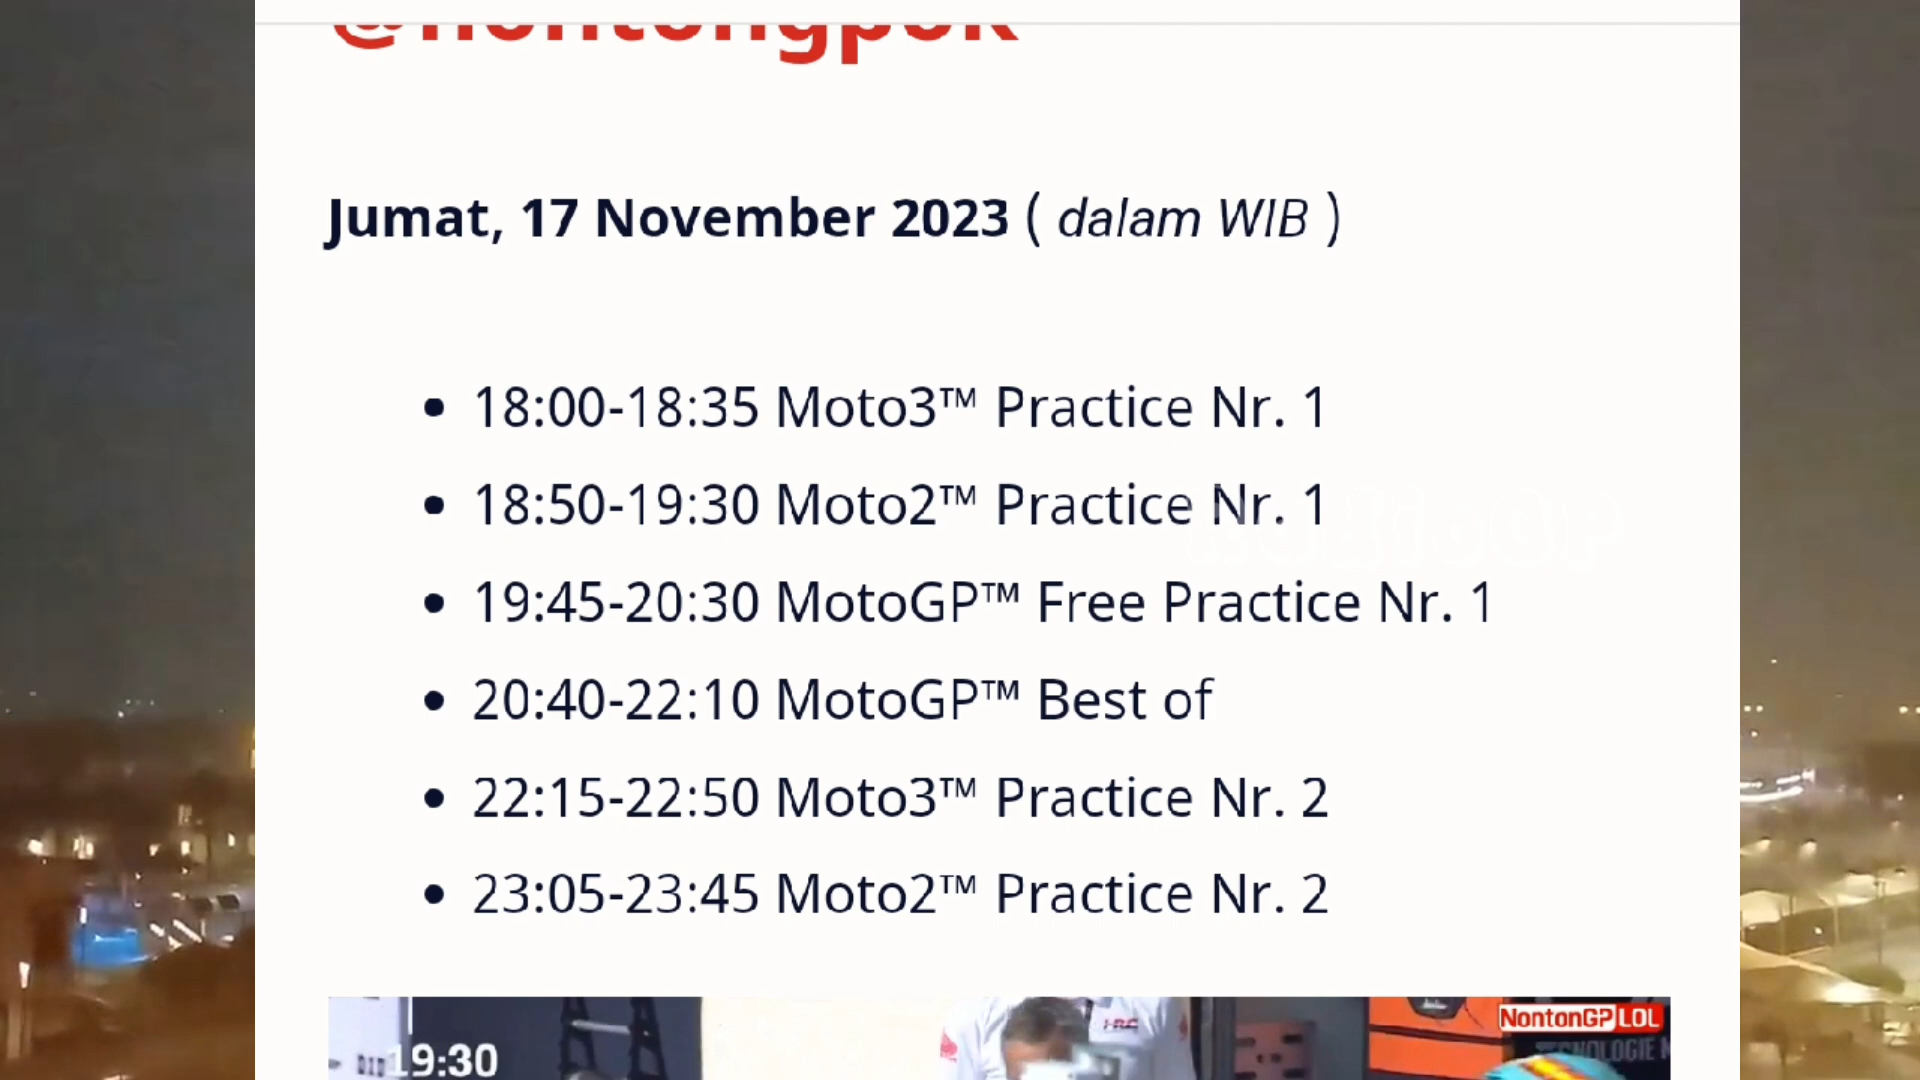 @nontongpok
Jumat, 17 November 2023 ( dalam WIB )
18:00-18:35 Moto3™ Practice Nr. 1
18:50-19:30 Moto2™ Practice Nr. 1
19:45-20:30 MotoGP™ Free Practice Nr. 1
20:40-22:10 MotoGP™ Best of
22:15-22:50 Moto3™ Practice Nr. 2
23:05-23:45 Moto2™ Practice Nr. 2
HRC
NontonGP LOL
19:30